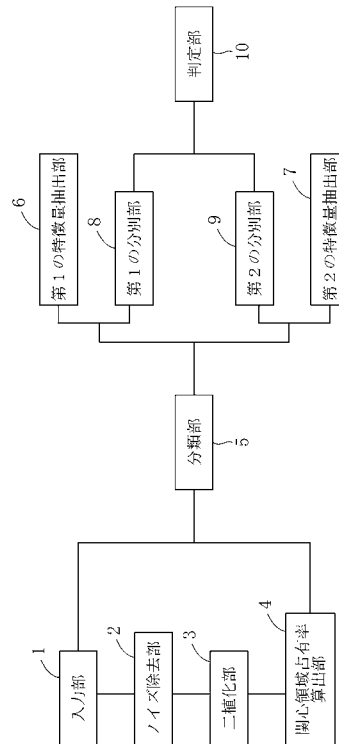 入力部
1
ノイズ除去部
2
二植化部
3
関心領域占有率
算出部
4
分類部
5
第1の特徴量抽出部
6
第1の分別部
8
第2の分別部
9
第2の特徴量抽出部
7
判定部
10